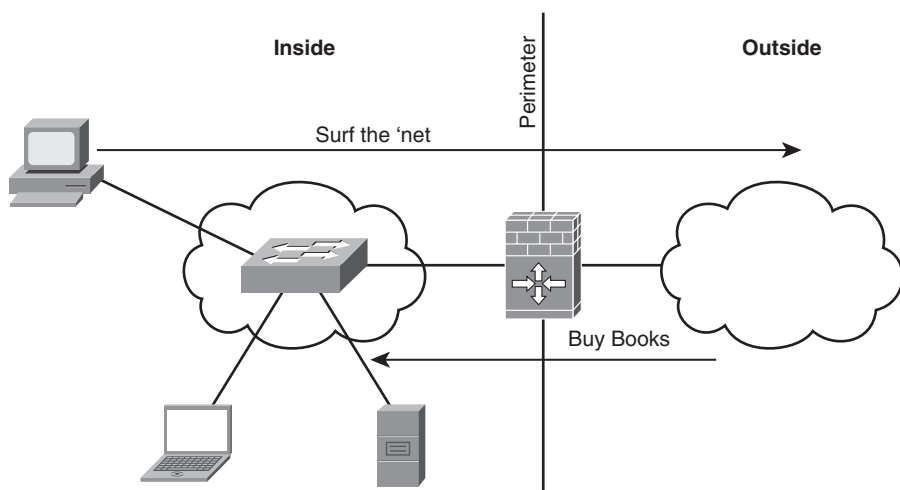 Inside
Perimeter
Outside
Surf the ‘net
Buy Books